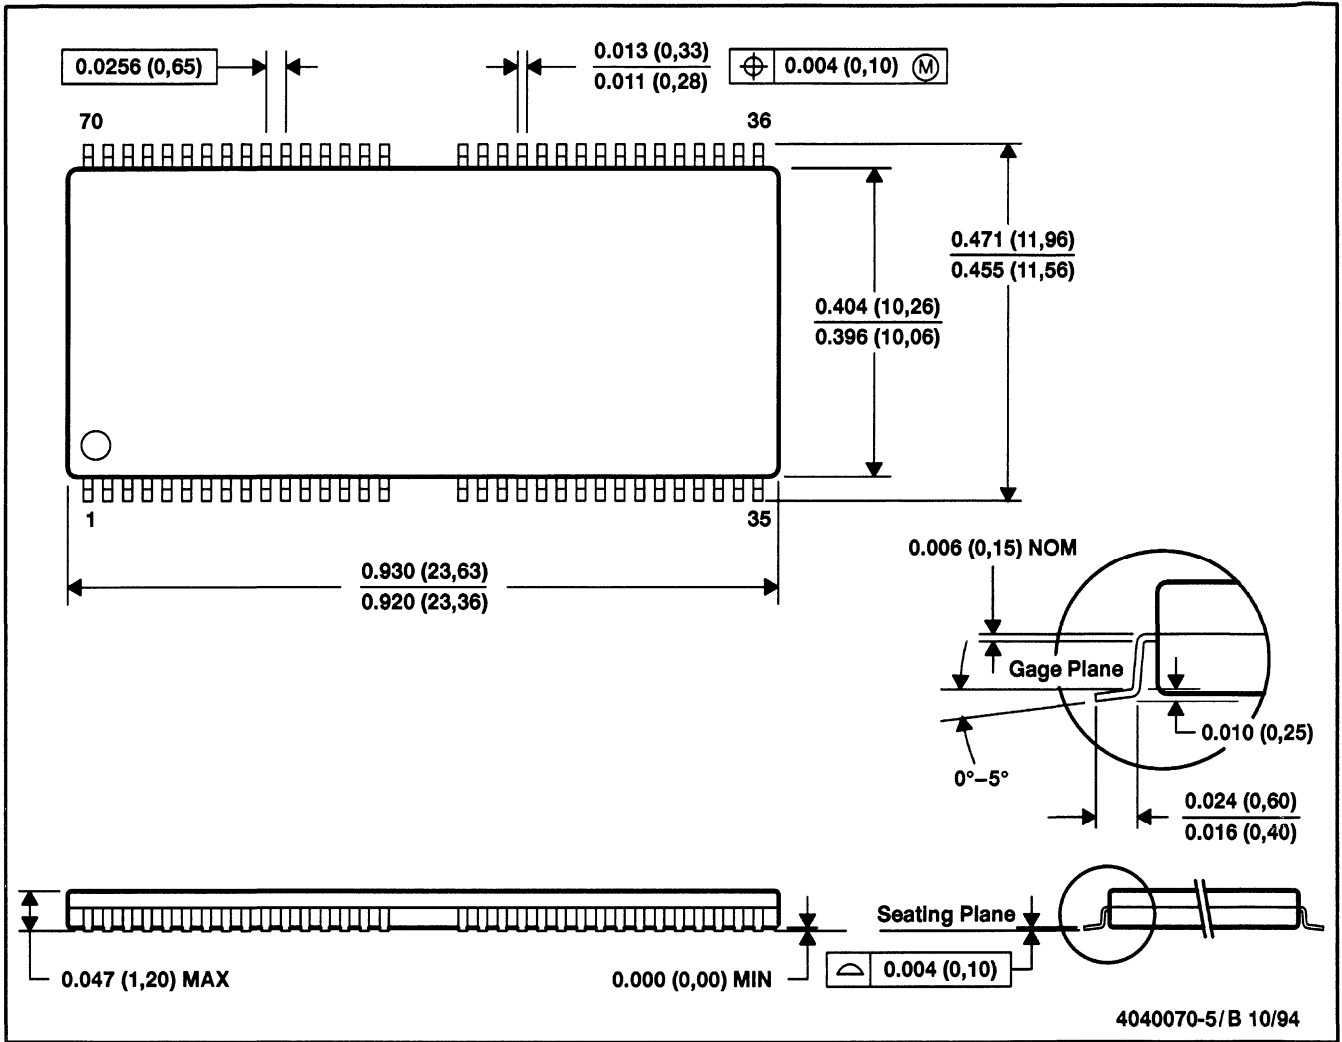 0.0256 (0,65)
0.013 (0,33)
0.011 (0,28)
0.004 (0,10) Ⓜ
70
36
0.471 (11,96)
0.455 (11,56)
0.404 (10,26)
0.396 (10,06)
1
35
0.930 (23,63)
0.920 (23,36)
0.006 (0,15) NOM
Gage Plane
0.010 (0,25)
0°–5°
0.024 (0,60)
0.016 (0,40)
Seating Plane
0.047 (1,20) MAX
0.000 (0,00) MIN
0.004 (0,10)
4040070-5/B 10/94